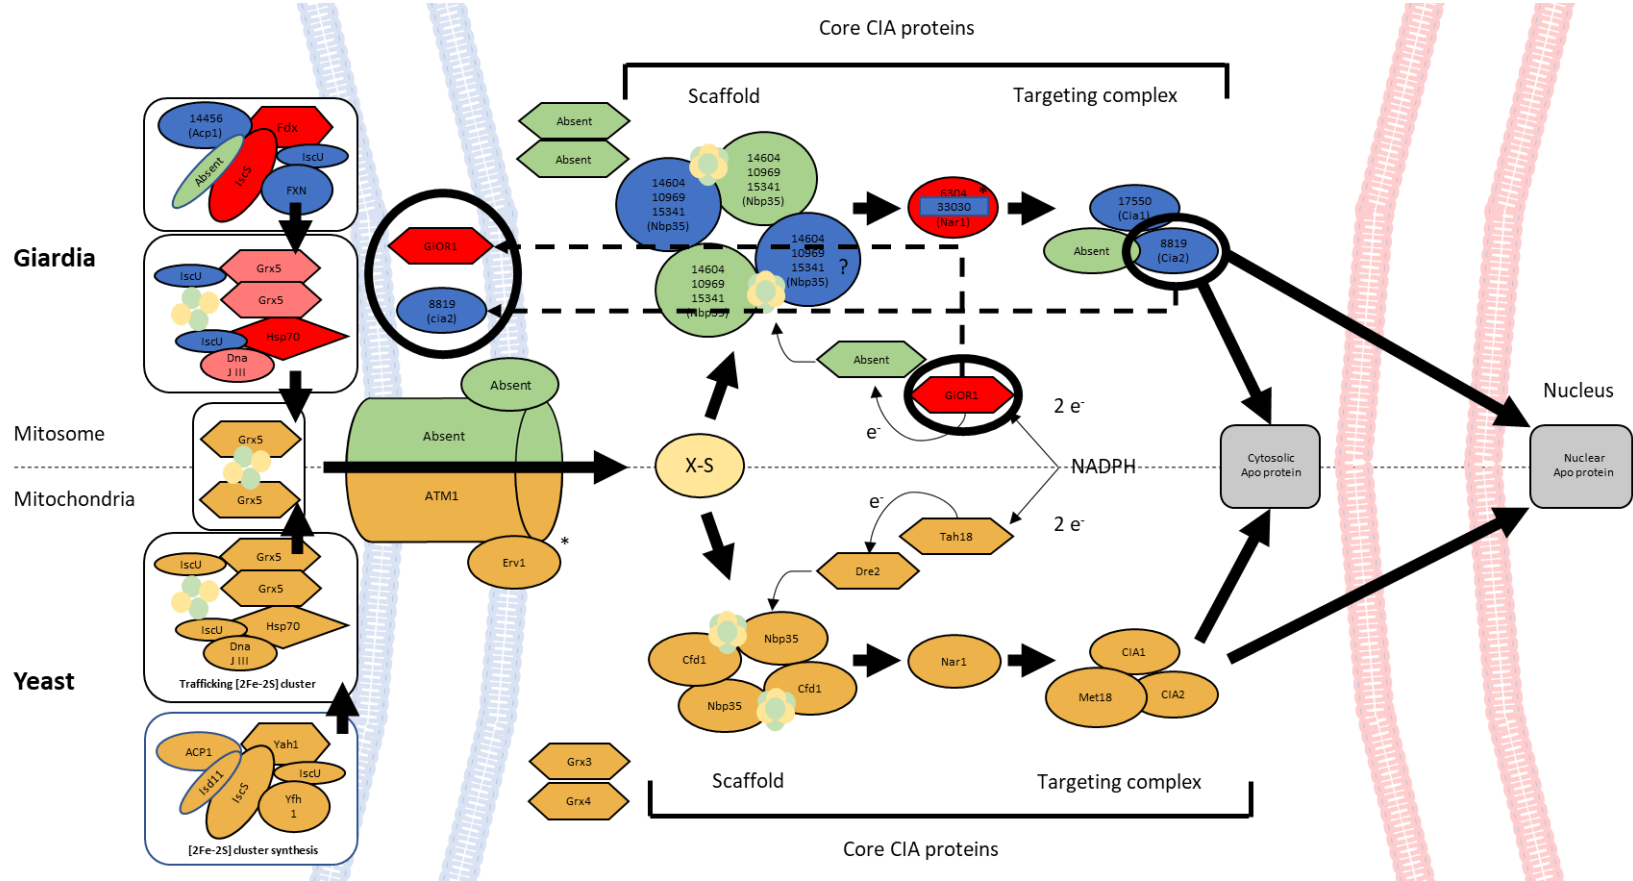 Core CIA proteins
Scaffold
Targeting complex
14456
(Acp1)
Fdx
IscU
Absent
IscS
FXN
Absent
Absent
14604
10969
15341
(Nbp35)
14604
10969
15341
(Nbp35)
14604
10969
15341
(Nbp35)
?
14604
10969
15341
(Nbp35)
6304
*
33030
(Nar1)
17550
(Cia1)
Absent
8819
(Cia2)
Giardia
GlOR1
8819
(cia2)
IscU
Grx5
Grx5
IscU
Hsp70
Dna
J III
Absent
Absent
Absent
GlOR1
e-
2 e-
Nucleus
Mitosome
Grx5
X-S
NADPH
Cytosolic
Apo protein
Nuclear
Apo protein
Mitochondria
Grx5
ATM1
Erv1
*
e-
2 e-
Tah18
Dre2
IscU
Grx5
Grx5
IscU
Hsp70
Dna
J III
Trafficking [2Fe-2S] cluster
Yeast
Cfd1
Nbp35
Nbp35
Cfd1
Nar1
CIA1
Met18
CIA2
ACP1
Yah1
Isd11
IscS
IscU
Yfh
1
[2Fe-2S] cluster synthesis
Grx3
Grx4
Scaffold
Targeting complex
Core CIA proteins